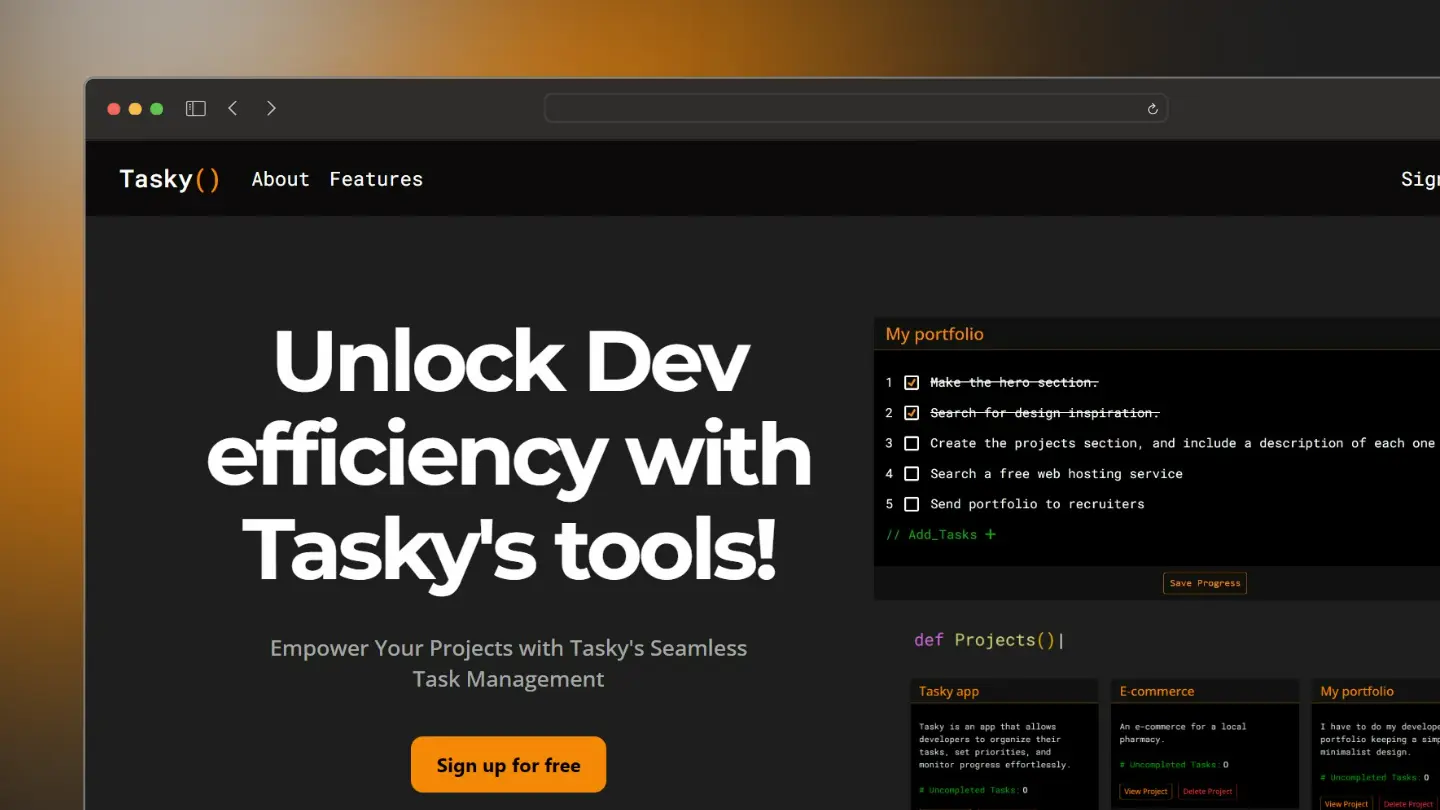 Tasky() About Features Sign
Unlock Dev
efficiency with
Tasky's tools!
Empower Your Projects with Tasky's Seamless
Task Management
Sign up for free
My portfolio
1 Make the hero section.
2 Search for design inspiration.
3 Create the projects section, and include a description of each one
4 Search a free web hosting service
5 Send portfolio to recruiters
// Add_Tasks +
Save Progress
def Projects()|
Tasky app
Tasky is an app that allows
developers to organize their
tasks, set priorities, and
monitor progress effortlessly.
# Uncompleted Tasks: 0
E-commerce
An e-commerce for a local
pharmacy.
# Uncompleted Tasks: 0
View Project Delete Project
My portfolio
I have to do my develope
portfolio keeping a simp
minimalist design.
# Uncompleted Tasks: 0
View Project Delete Project